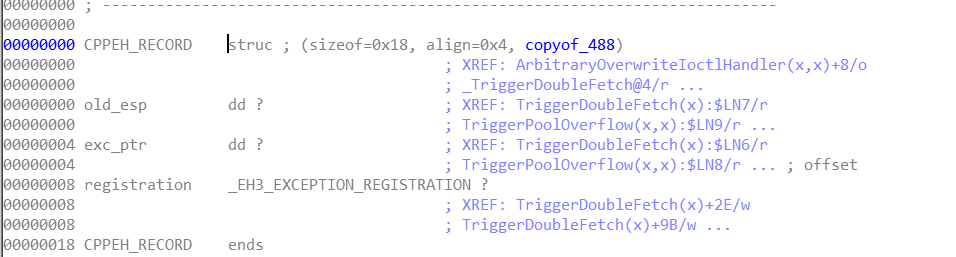 00000000 ; ---------------------------------------------------------------------------
00000000
00000000 CPPEH_RECORD    struc ; (sizeof=0x18, align=0x4, copyof_488)
00000000                                         ; XREF: ArbitraryOverwriteIoctlHandler(x,x)+8/o
00000000                                         ; _TriggerDoubleFetch@4/r ...
00000000 old_esp         dd ?                    ; XREF: TriggerDoubleFetch(x):$LN7/r
00000000                                         ; TriggerPoolOverflow(x,x):$LN9/r ...
00000004 exc_ptr         dd ?                    ; XREF: TriggerDoubleFetch(x):$LN6/r
00000004                                         ; TriggerPoolOverflow(x,x):$LN8/r ... ; offset
00000008 registration    _EH3_EXCEPTION_REGISTRATION ?
00000008                                         ; XREF: TriggerDoubleFetch(x)+2E/w
00000008                                         ; TriggerDoubleFetch(x)+9B/w ...
00000018 CPPEH_RECORD    ends